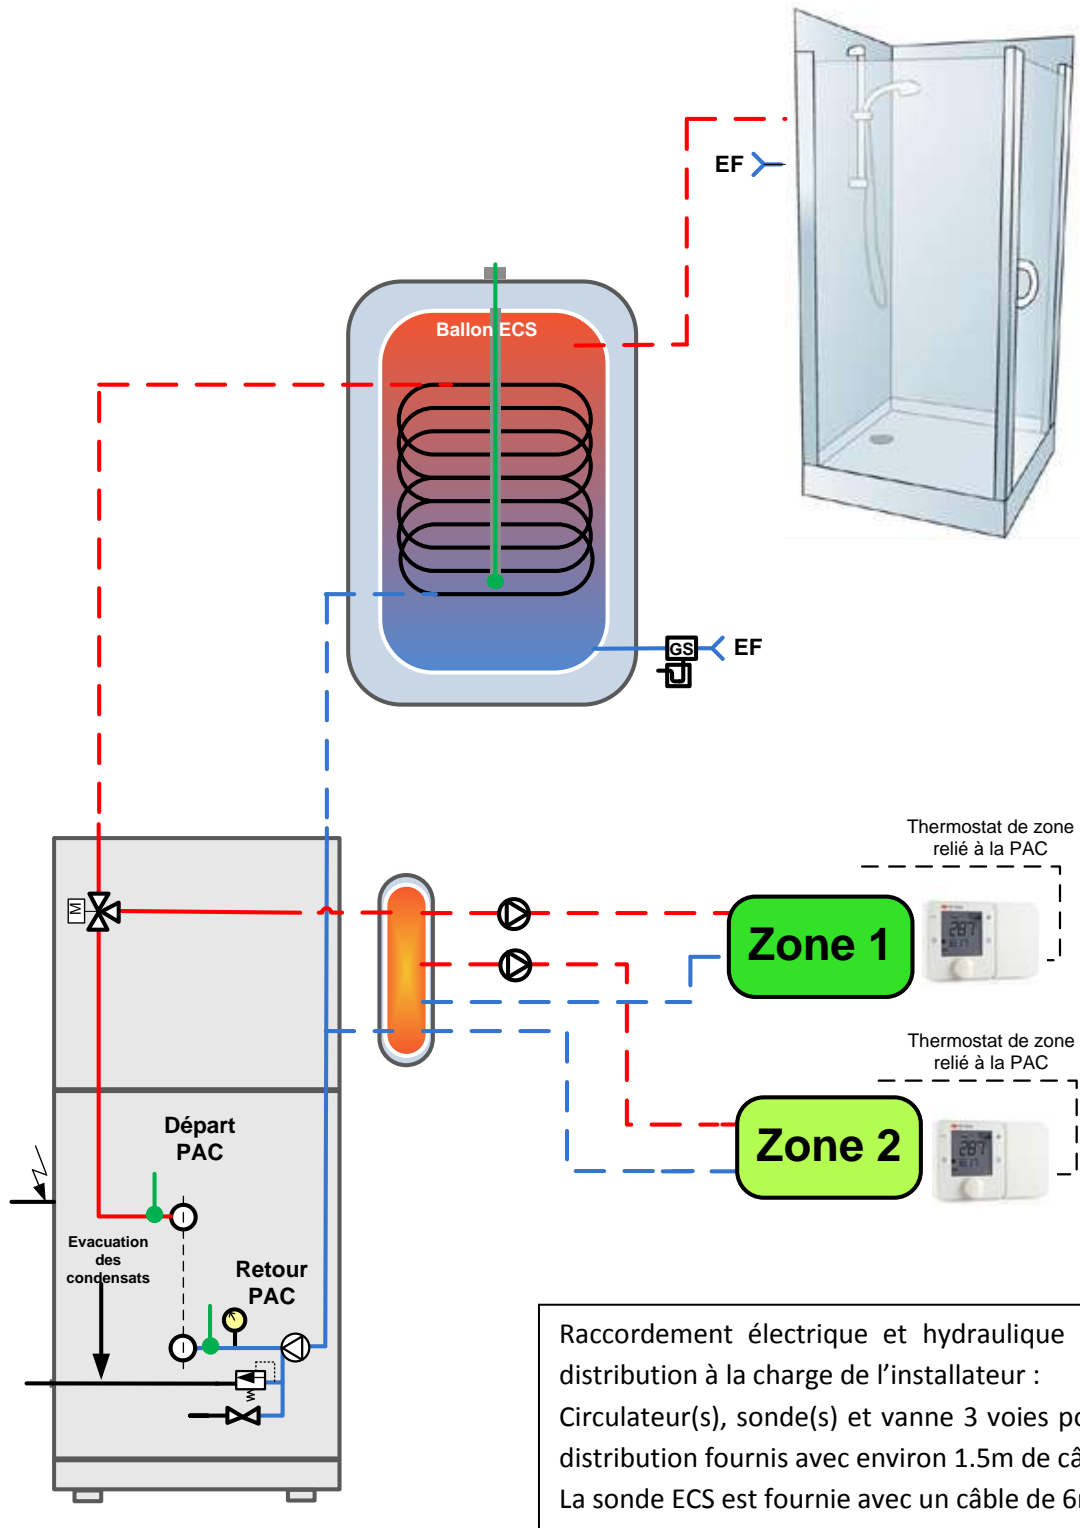 EF
Ballon ECS
GS
EF
Thermostat de zone
relié à la PAC
M
Zone 1
Thermostat de zone
relié à la PAC
Départ
PAC
Zone 2
Evacuation
des
condensats
Retour
PAC
Raccordement électrique et hydraulique
distribution à la charge de l’installateur :
Circulateur(s), sonde(s) et vanne 3 voies po
distribution fournis avec environ 1.5m de câ
La sonde ECS est fournie avec un câble de 6